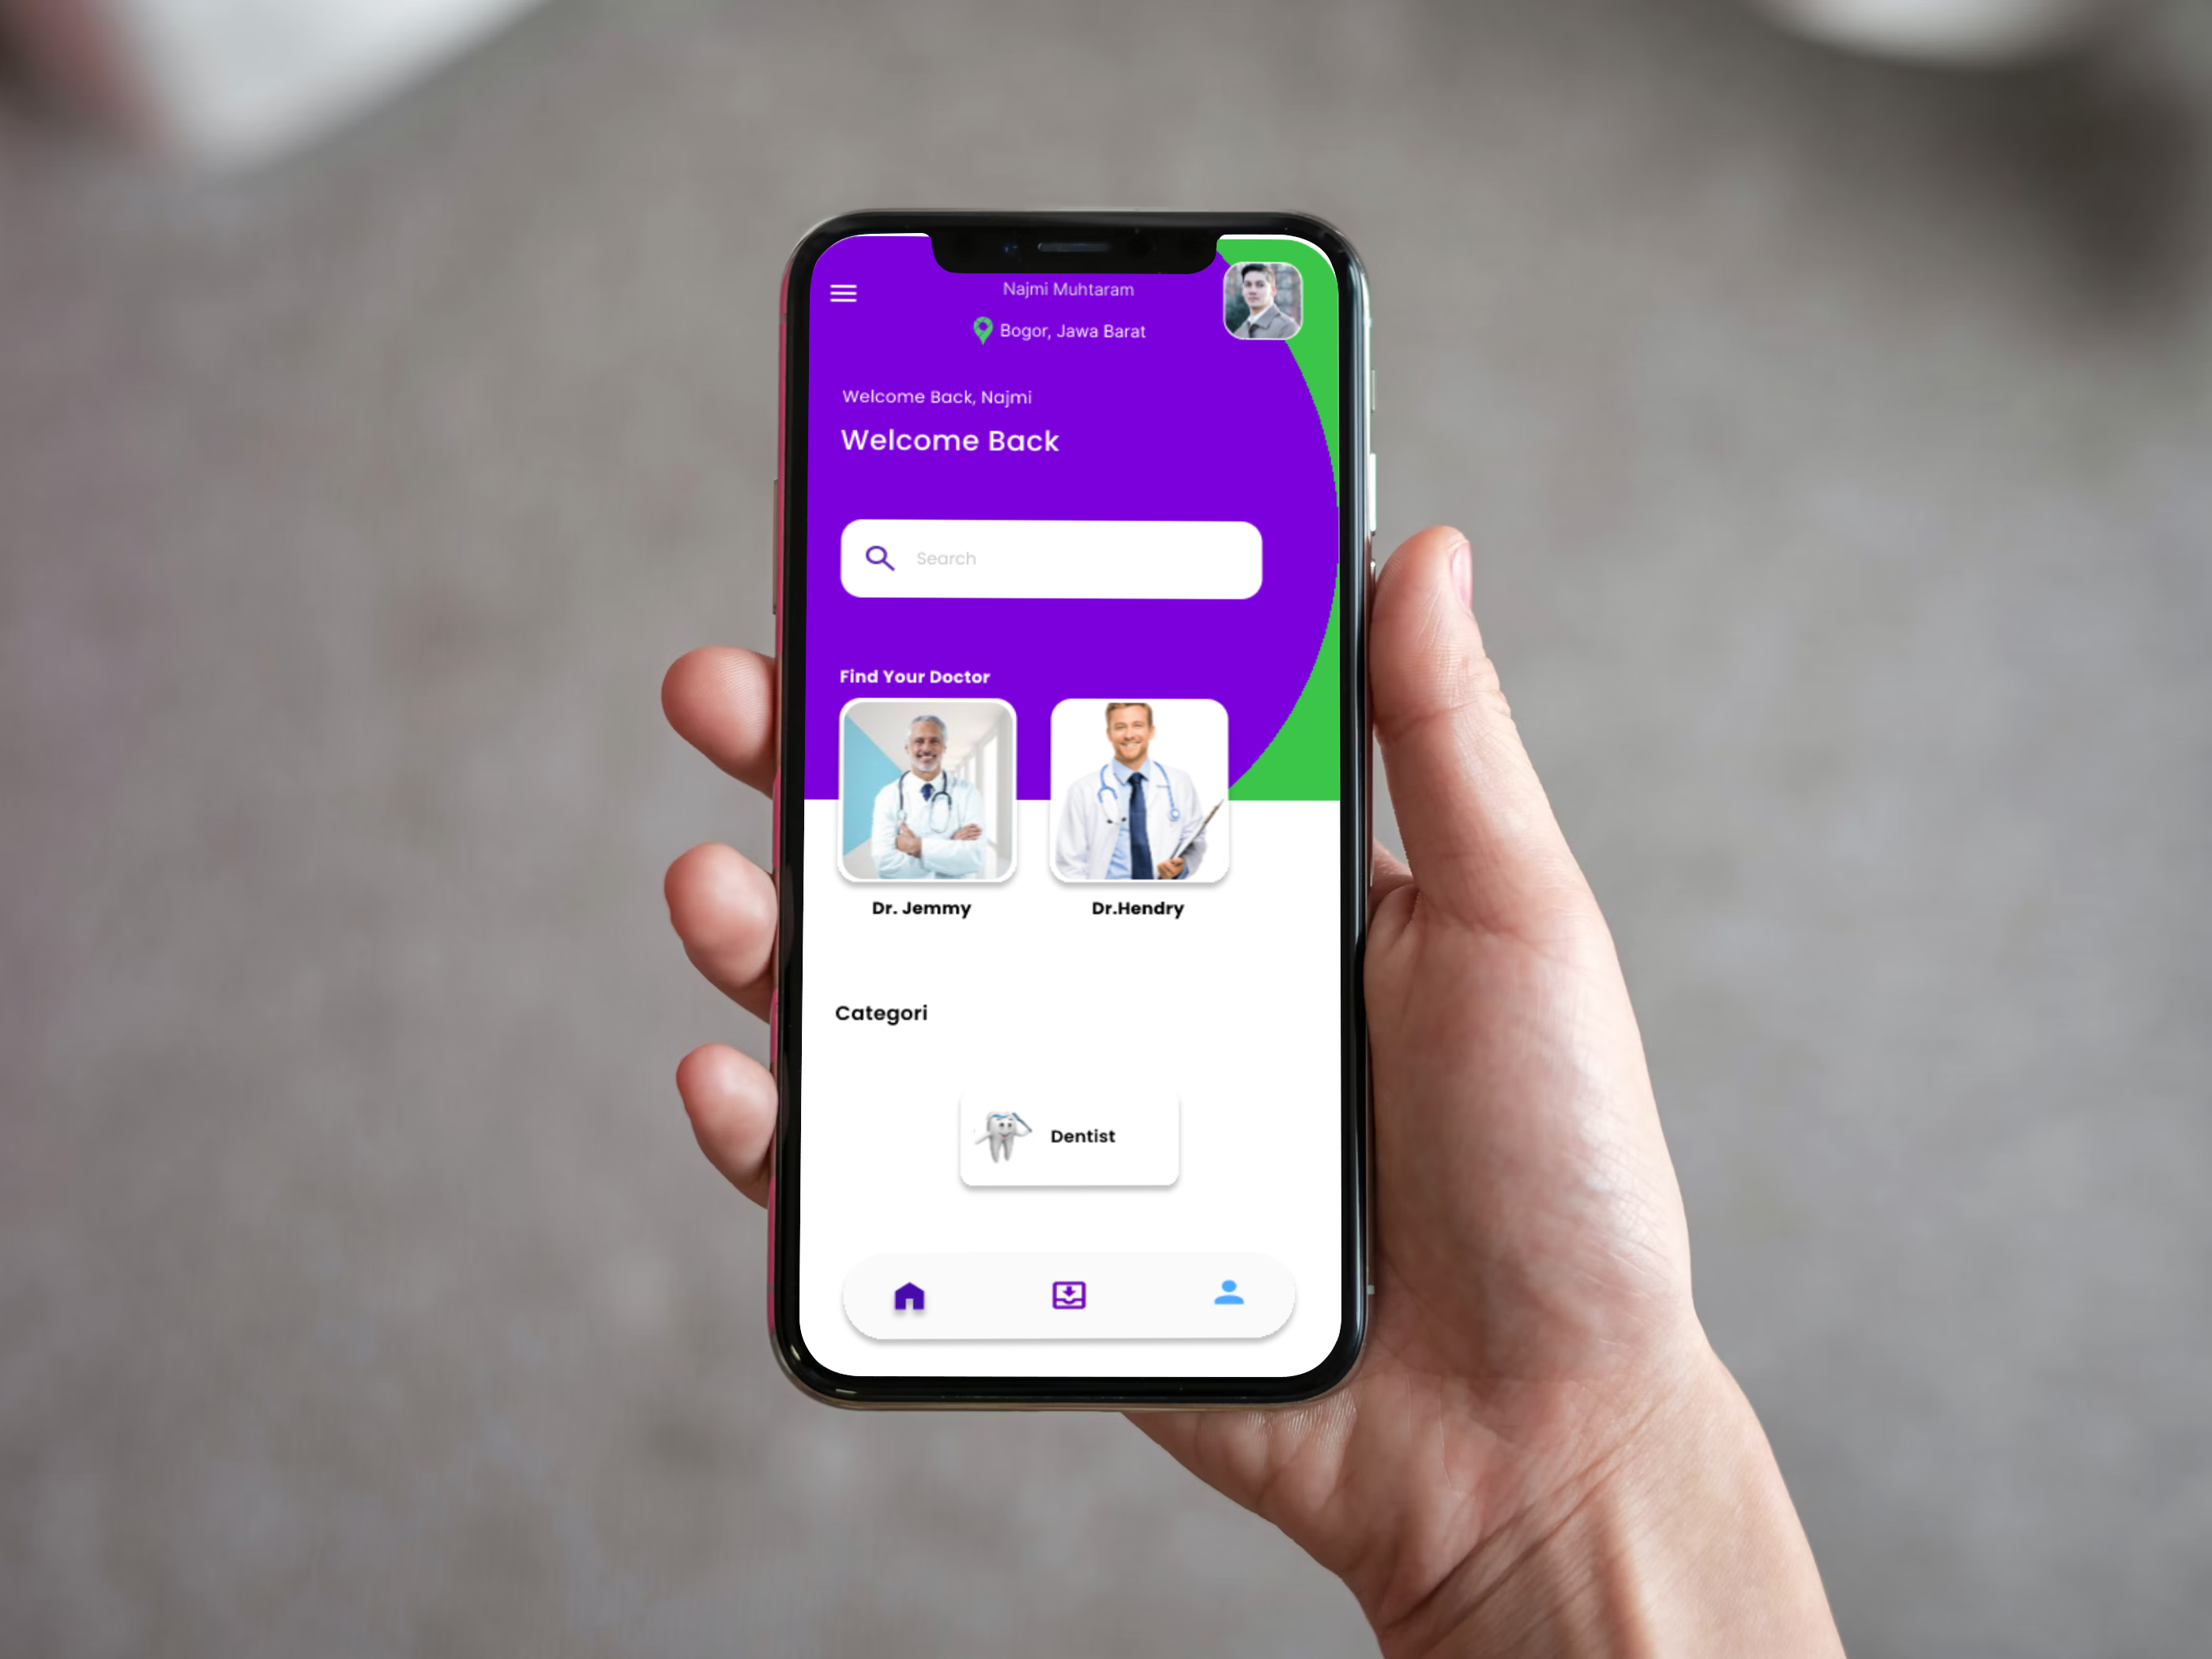 Najmi Muhtaram
Bogor, Jawa Barat
Welcome Back, Najmi
Welcome Back
Search
Find Your Doctor
Dr. Jemmy
Dr.Hendry
Categori
Dentist